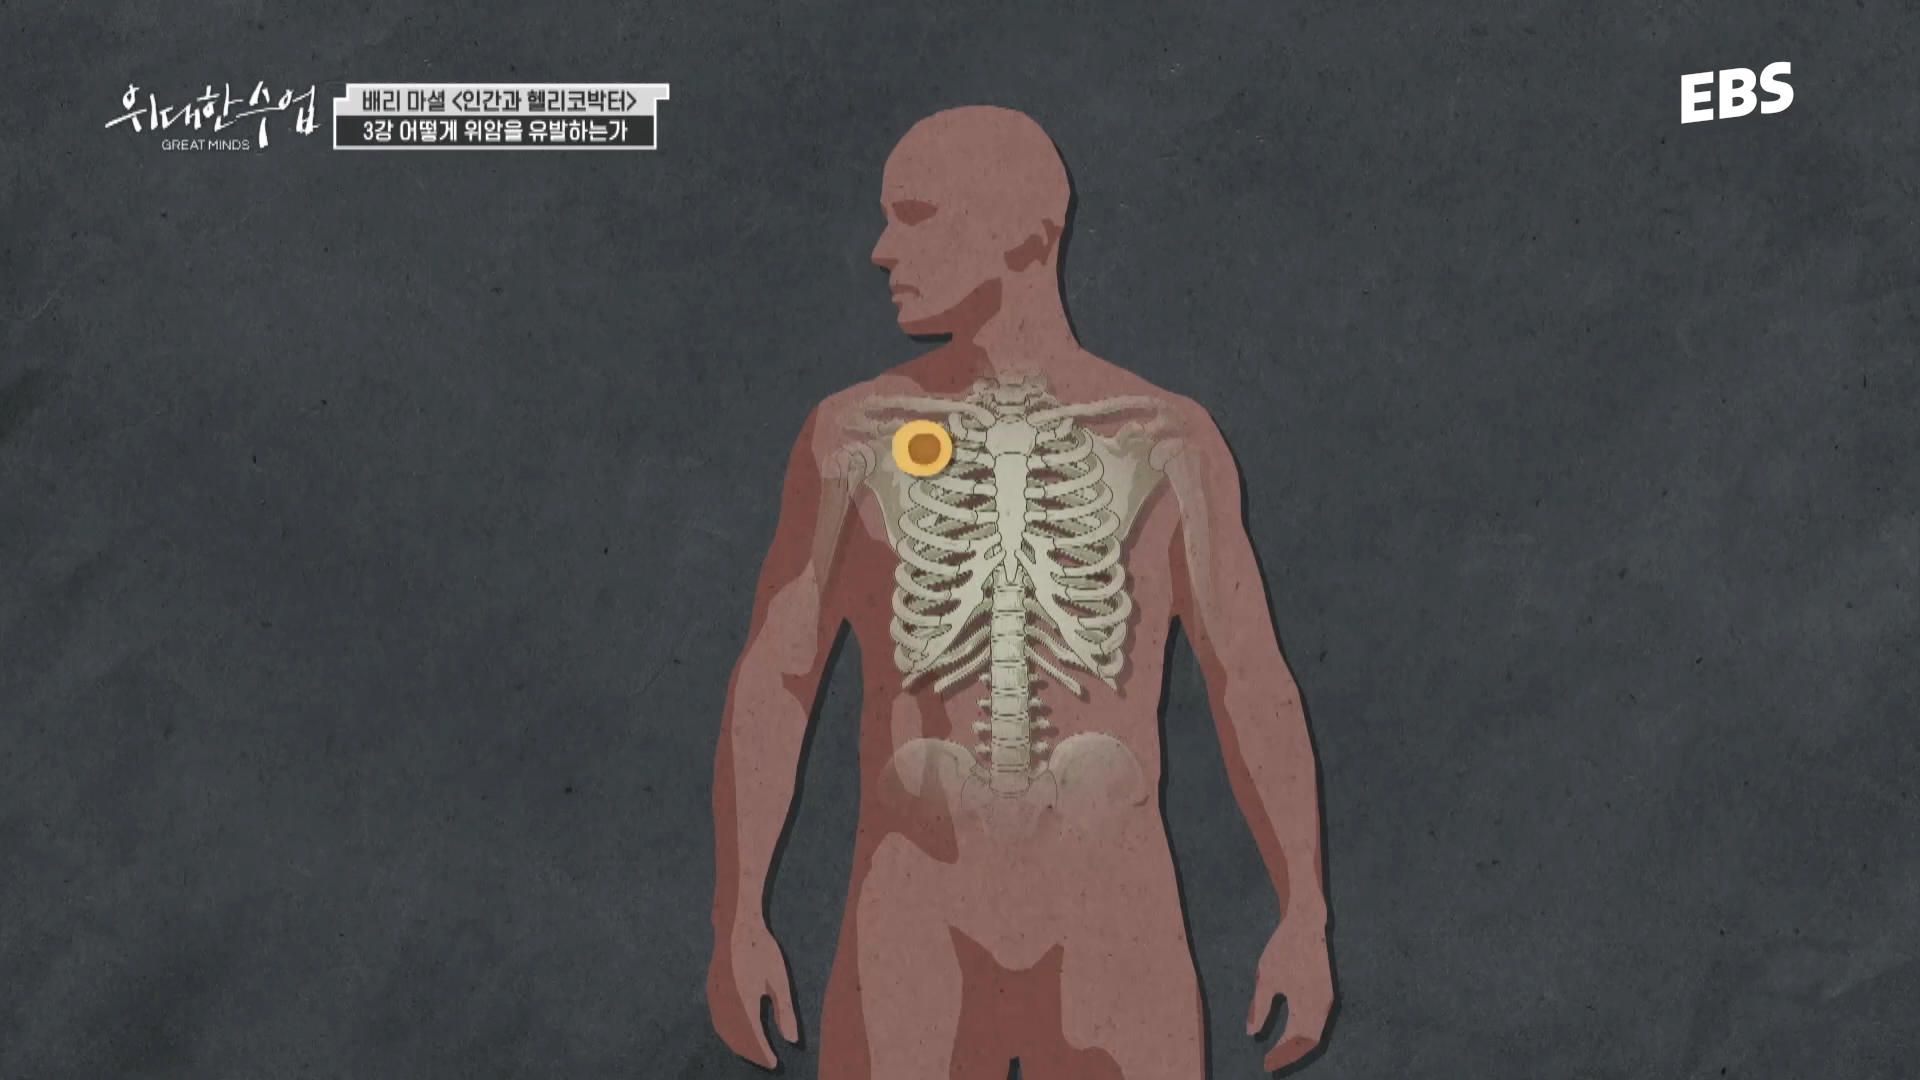 위대한 수업
GREAT MINDS
배리 마셜 <인간과 헬리코박터>
3강 어떻게 위암을 유발하는가
EBS